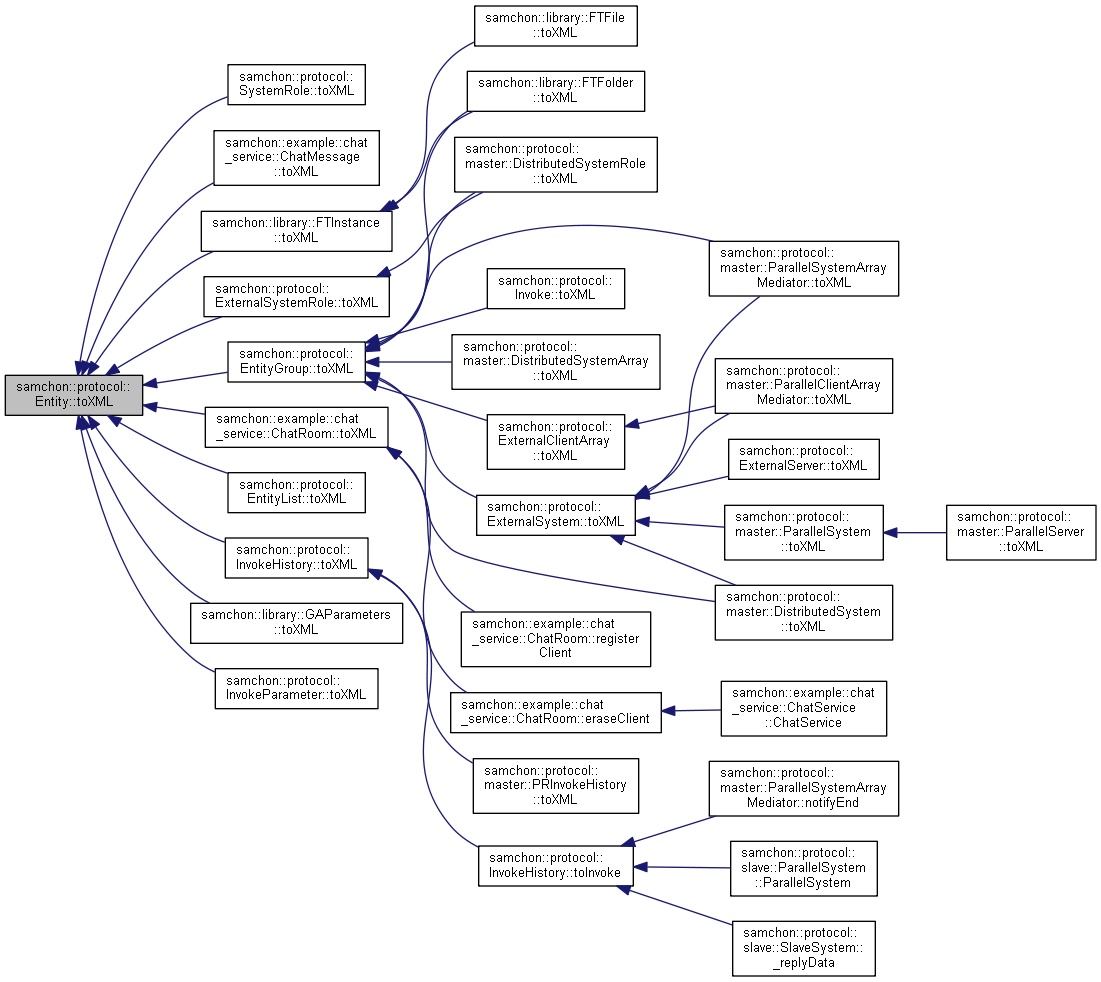 samchon::protocol::
Entity::toXML
samchon::protocol::
SystemRole::toXML
samchon::example::chat
_service::ChatMessage
::toXML
samchon::library::FTInstance
::toXML
samchon::protocol::
ExternalSystemRole::toXML
samchon::protocol::
EntityGroup::toXML
samchon::example::chat
_service::ChatRoom::toXML
samchon::protocol::
EntityList::toXML
samchon::protocol::
InvokeHistory::toXML
samchon::library::GAParameters
::toXML
samchon::protocol::
InvokeParameter::toXML
samchon::library::FTFile
::toXML
samchon::library::FTFolder
::toXML
samchon::protocol::
master::DistributedSystemRole
::toXML
samchon::protocol::
Invoke::toXML
samchon::protocol::
master::DistributedSystemArray
::toXML
samchon::protocol::
ExternalClientArray
::toXML
samchon::protocol::
ExternalSystem::toXML
samchon::example::chat
_service::ChatRoom::register
Client
samchon::example::chat
_service::ChatRoom::eraseClient
samchon::protocol::
master::PRInvokeHistory
::toXML
samchon::protocol::
InvokeHistory::toInvoke
samchon::protocol::
master::ParallelSystemArray
Mediator::toXML
samchon::protocol::
master::ParallelClientArray
Mediator::toXML
samchon::protocol::
ExternalServer::toXML
samchon::protocol::
master::ParallelSystem
::toXML
samchon::protocol::
master::DistributedSystem
::toXML
samchon::example::chat
_service::ChatService
::ChatService
samchon::protocol::
master::ParallelSystemArray
Mediator::notifyEnd
samchon::protocol::
slave::ParallelSystem
::ParallelSystem
samchon::protocol::
slave::SlaveSystem::
_replyData
samchon::protocol::
master::ParallelServer
::toXML